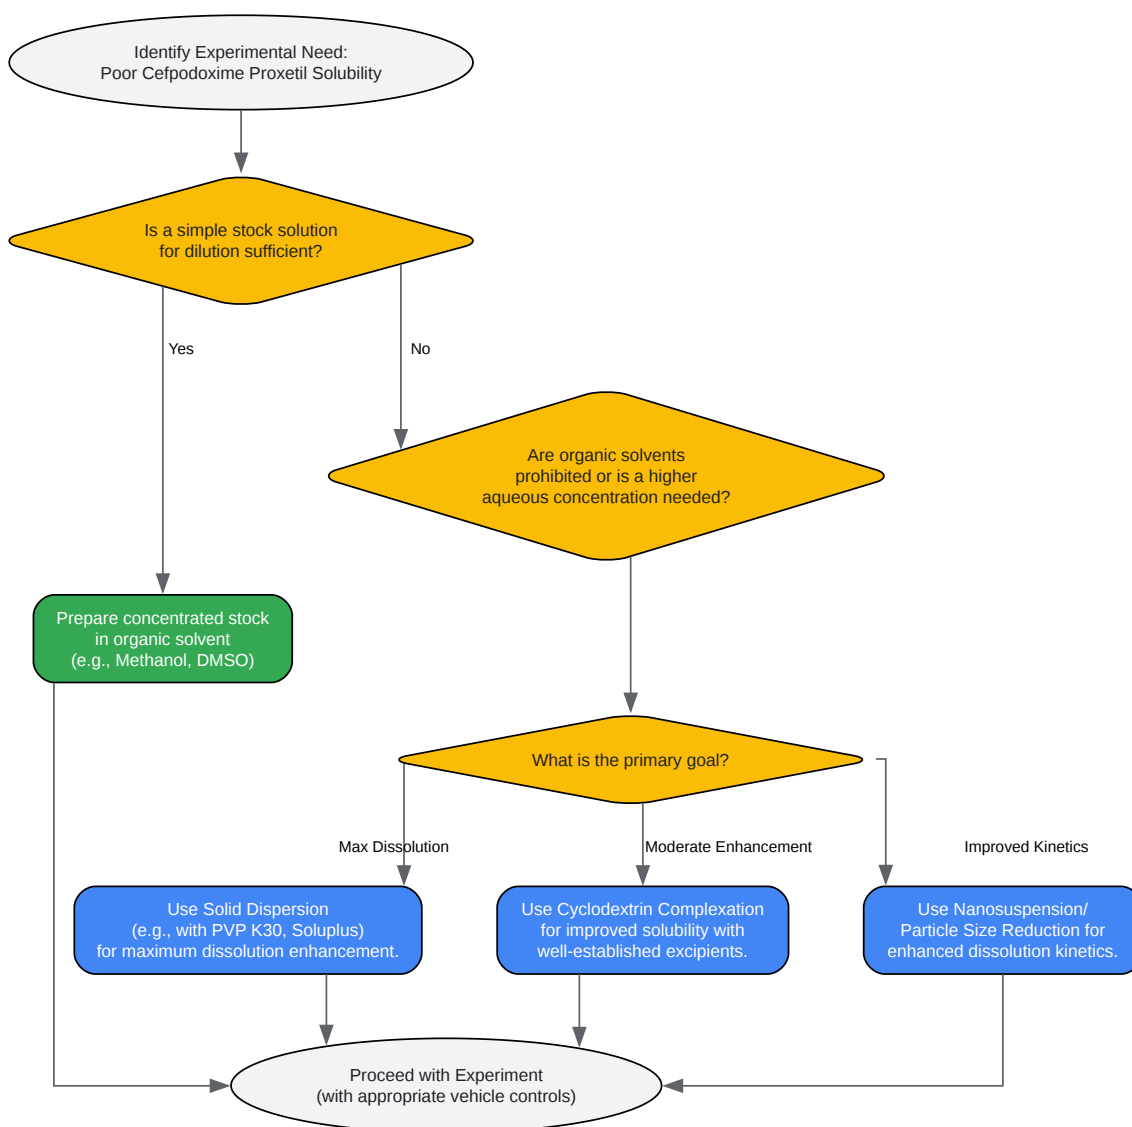 Identify Experimental Need:
Poor Cefpodoxime Proxetil Solubility
Is a simple stock solution
for dilution sufficient?
Yes
No
Are organic solvents
prohibited or is a higher
aqueous concentration needed?
Prepare concentrated stock
in organic solvent
(e.g., Methanol, DMSO)
What is the primary goal?
Max Dissolution
Moderate Enhancement
Improved Kinetics
Use Solid Dispersion
(e.g., with PVP K30, Soluplus)
for maximum dissolution enhancement.
Use Cyclodextrin Complexation
for improved solubility with
well-established excipients.
Use Nanosuspension/
Particle Size Reduction for
enhanced dissolution kinetics.
Proceed with Experiment
(with appropriate vehicle controls)